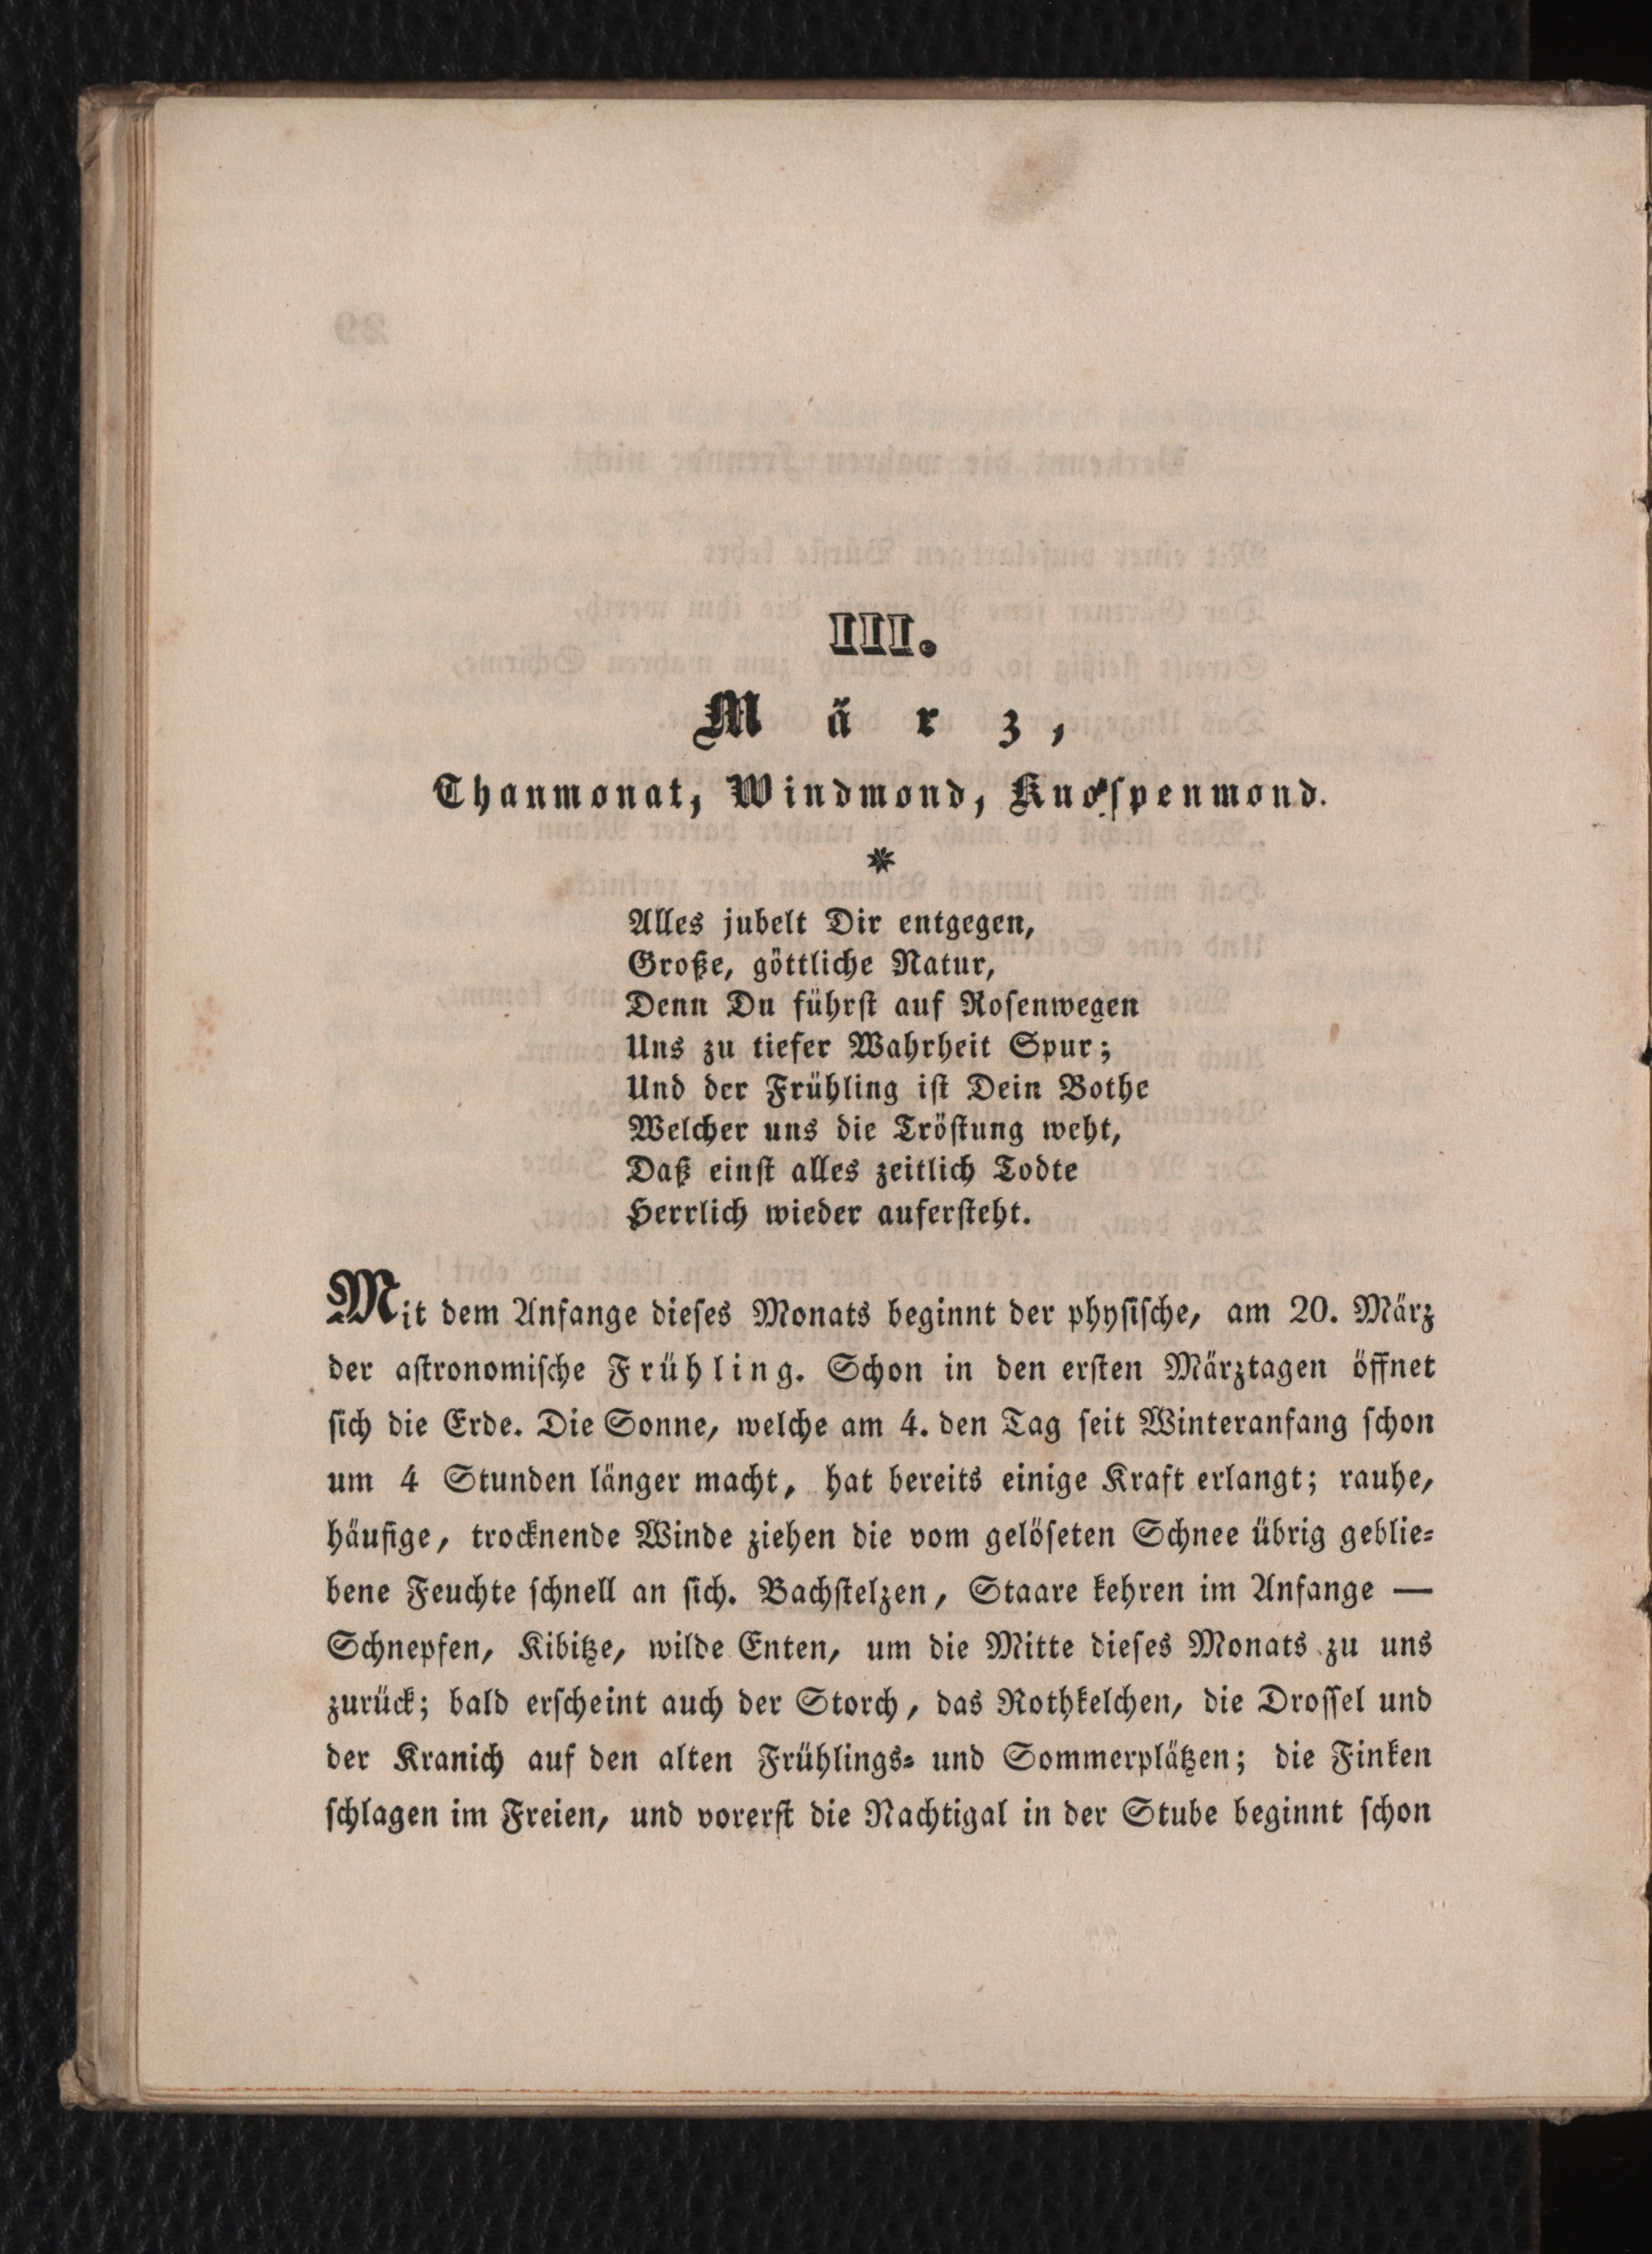 III.
März,
Thaumonat, Windmond, Knoſpenmond.
*
Alles jubelt Dir entgegen,
Große, göttliche Natur,
Denn Du führſt auf Roſenwegen
Uns zu tiefer Wahrheit Spur;
Und der Frühling iſt Dein Bothe
Welcher uns die Tröſtung weht,
Daß einſt alles zeitlich Todte
Herrlich wieder auferſteht.
Mit dem Anfange dieſes Monats beginnt der phyſiſche, am 20. März
der aſtronomiſche Frühling. Schon in den erſten Märztagen öffnet
ſich die Erde. Die Sonne, welche am 4. den Tag ſeit Winteranfang ſchon
um 4 Stunden länger macht, hat bereits einige Kraft erlangt; rauhe,
häufige, trocknende Winde ziehen die vom gelöſeten Schnee übrig geblie⸗
bene Feuchte ſchnell an ſich. Bachſtelzen, Staare kehren im Anfange —
Schnepfen, Kibitze, wilde Enten, um die Mitte dieſes Monats zu uns
zurück; bald erſcheint auch der Storch, das Rothkelchen, die Droſſel und
der Kranich auf den alten Frühlings⸗ und Sommerplätzen; die Finken
ſchlagen im Freien, und vorerſt die Nachtigal in der Stube beginnt ſchon